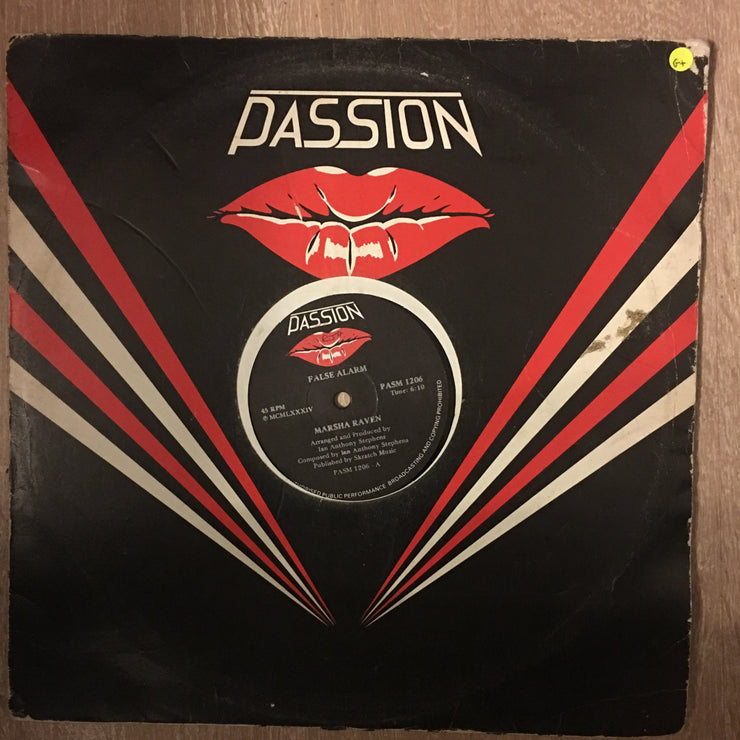 G+
PASSION
PASSION
FALSE ALARM
PASM 1206
Time: 6:10
45 RPM
℗ MCMLXXXIV
MARSHA RAVEN
Arranged and Produced by
Ian Anthony Stephens
Composed by Ian Anthony Stephens
Published by Skratch Music
PASM 1206 - A
PUBLIC PERFORMANCE BROADCASTING AND COPYING PROHIBITED